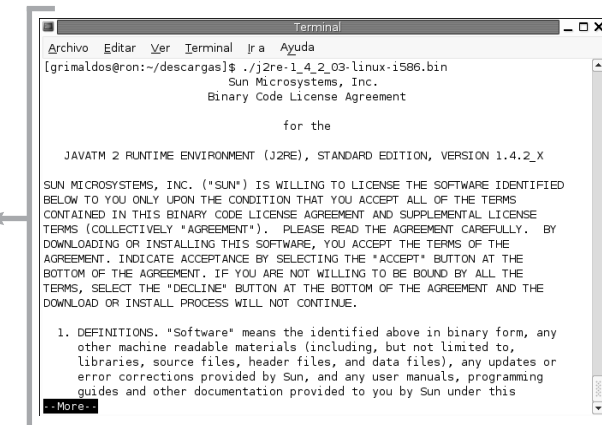 Terminal
Archivo Editar Ver Terminal Ir a Ayuda
[grimaldos@ron:~/descargas]$ ./j2re-1_4_2_03-linux-i586.bin
Sun Microsystems, Inc.
Binary Code License Agreement
for the
JAVATM 2 RUNTIME ENVIRONMENT (J2RE), STANDARD EDITION, VERSION 1.4.2_X
SUN MICROSYSTEMS, INC. ("SUN") IS WILLING TO LICENSE THE SOFTWARE IDENTIFIED
BELOW TO YOU ONLY UPON THE CONDITION THAT YOU ACCEPT ALL OF THE TERMS
CONTAINED IN THIS BINARY CODE LICENSE AGREEMENT AND SUPPLEMENTAL LICENSE
TERMS (COLLECTIVELY "AGREEMENT"). PLEASE READ THE AGREEMENT CAREFULLY. BY
DOWNLOADING OR INSTALLING THIS SOFTWARE, YOU ACCEPT THE TERMS OF THE
AGREEMENT. INDICATE ACCEPTANCE BY SELECTING THE "ACCEPT" BUTTON AT THE
BOTTOM OF THE AGREEMENT. IF YOU ARE NOT WILLING TO BE BOUND BY ALL THE
TERMS, SELECT THE "DECLINE" BUTTON AT THE BOTTOM OF THE AGREEMENT AND THE
DOWNLOAD OR INSTALL PROCESS WILL NOT CONTINUE.
1. DEFINITIONS. "Software" means the identified above in binary form, any
other machine readable materials (including, but not limited to,
libraries, source files, header files, and data files), any updates or
error corrections provided by Sun, and any user manuals, programming
guides and other documentation provided to you by Sun under this
--More--